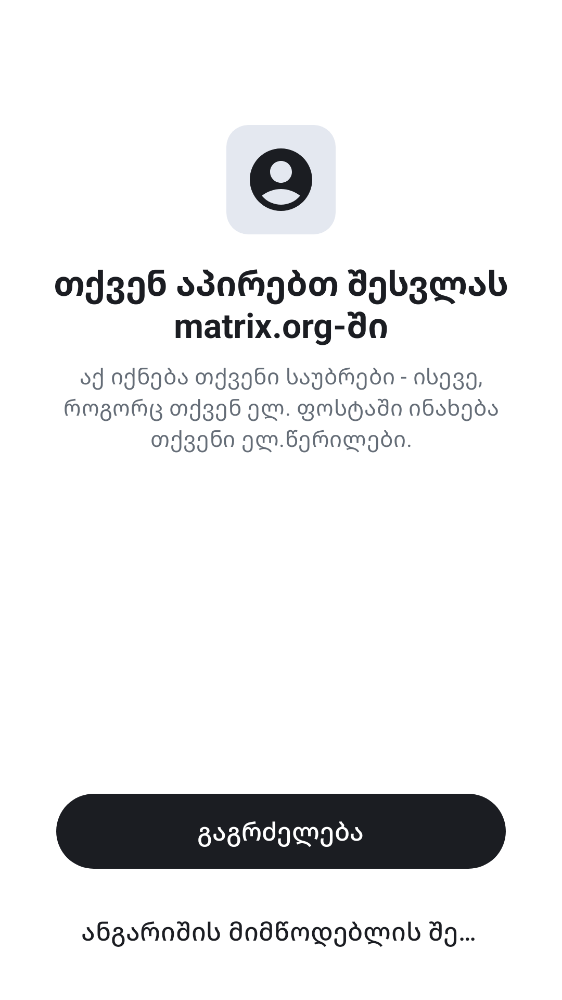 თქვენ აპირებთ შესვლას
matrix.org-ში
აქ იქნება თქვენი საუბრები - ისევე,
როგორც თქვენ ელ. ფოსტაში ინახება
თქვენი ელ.წერილები.
გაგრძელება
ანგარიშის მიმწოდებლის შე...